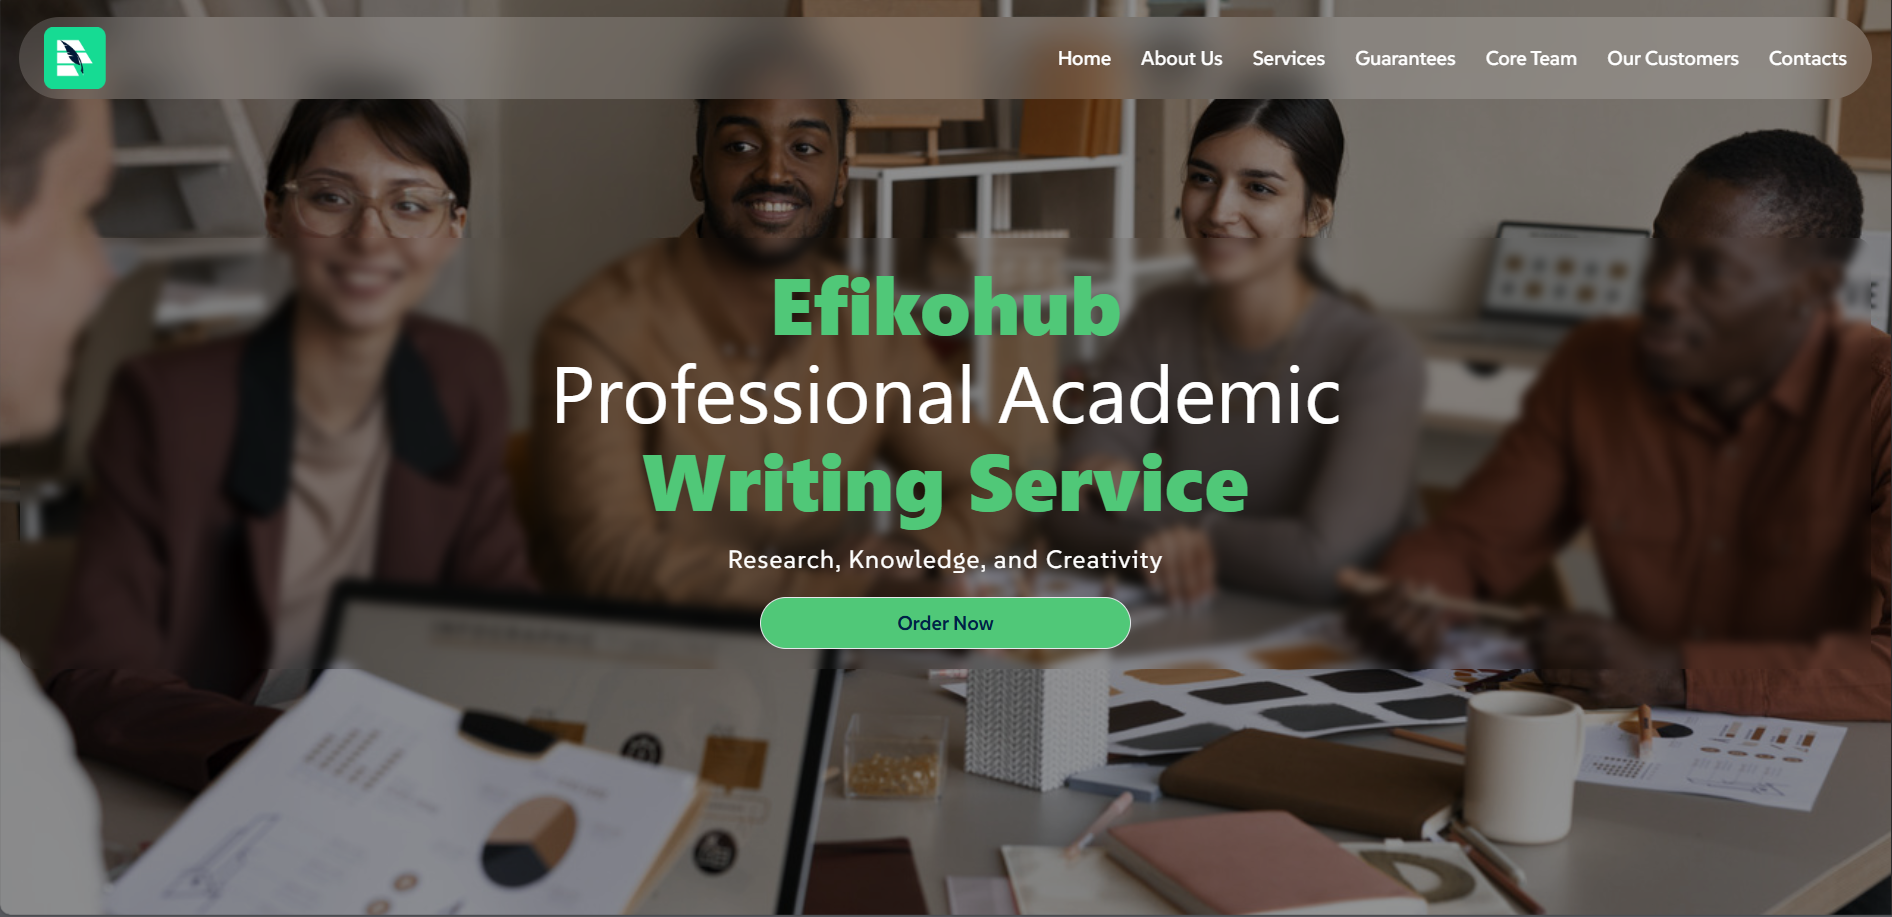 Home About Us Services Guarantees Core Team Our Customers Contacts
Efikohub
Professional Academic
Writing Service
Research, Knowledge, and Creativity
Order Now